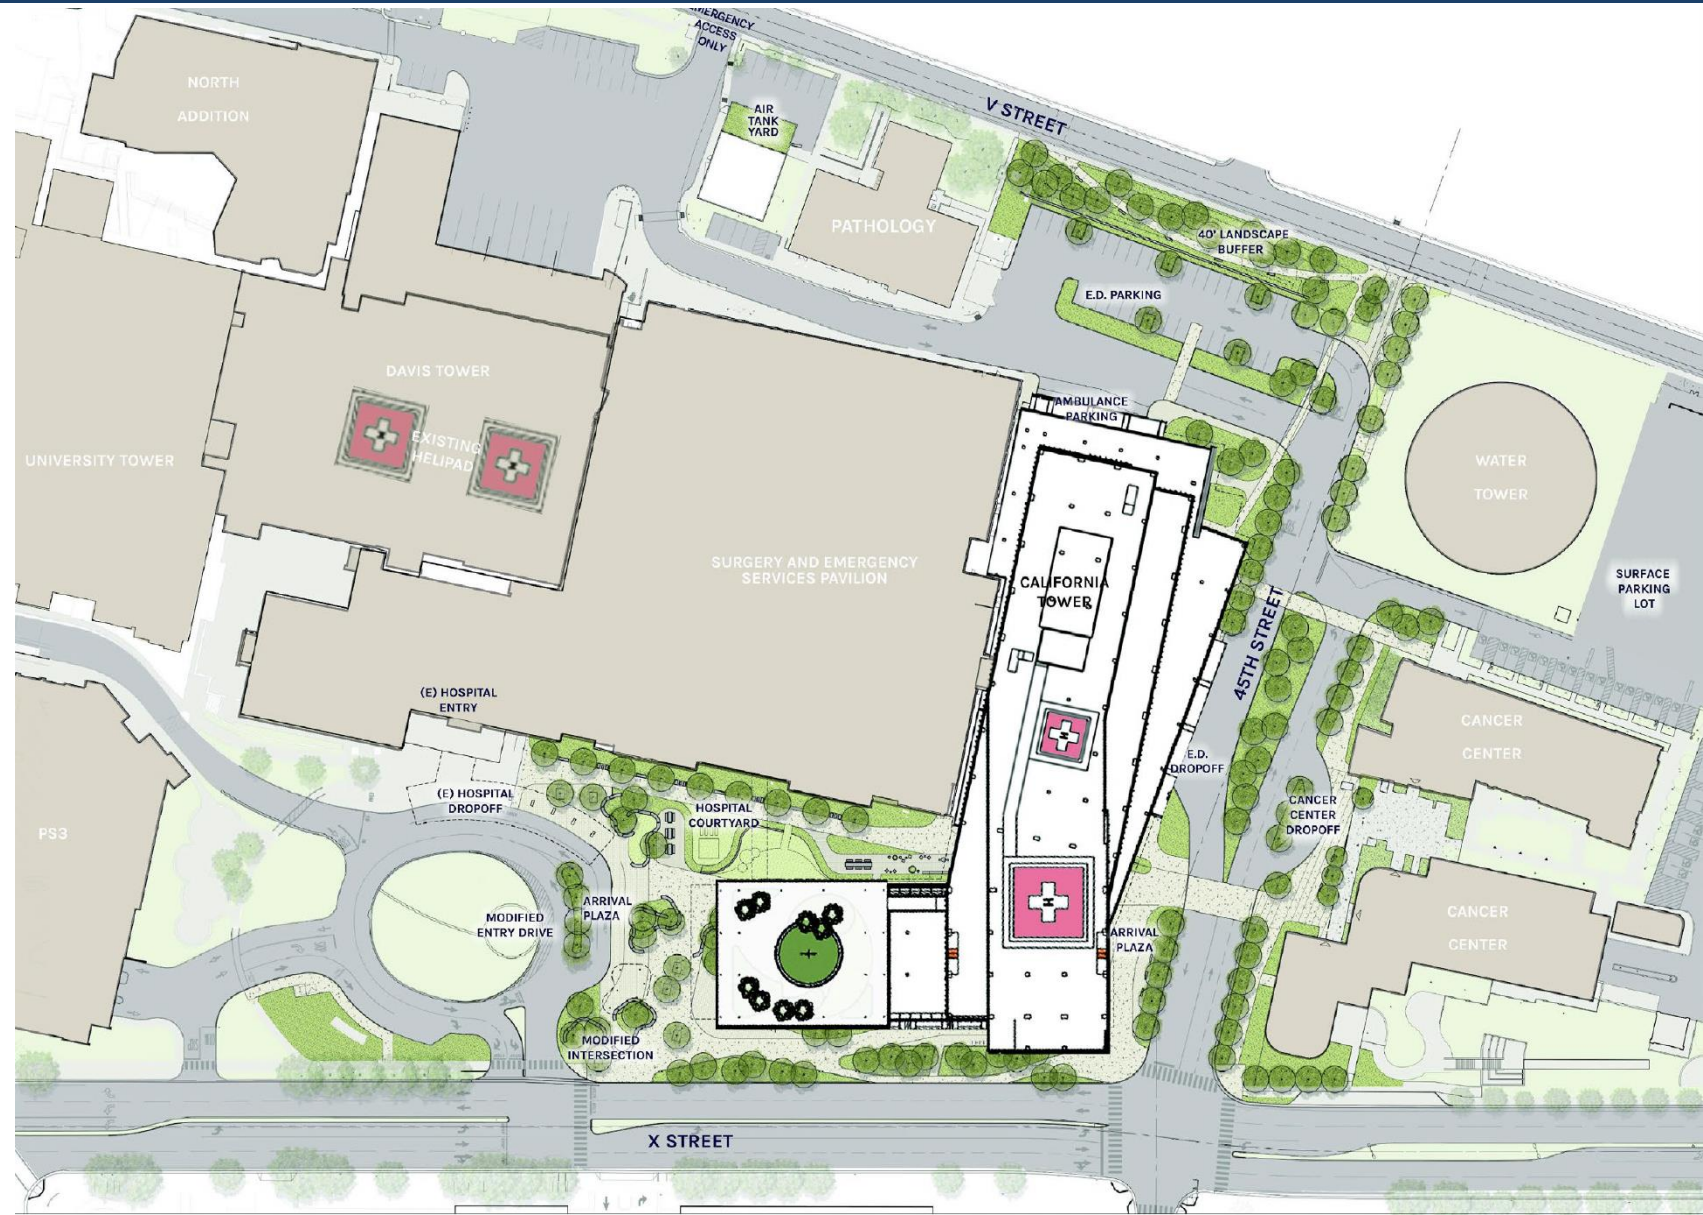 EMERGENCY
ACCESS
ONLY
NORTH
ADDITION
AIR
TANK
YARD
V STREET
PATHOLOGY
40' LANDSCAPE
BUFFER
E.D. PARKING
DAVIS TOWER
AMBULANCE
PARKING
EXISTING
HELIPAD
UNIVERSITY TOWER
WATER
TOWER
SURGERY AND EMERGENCY
SERVICES PAVILION
CALIFORNIA
TOWER
SURFACE
PARKING
LOT
45TH STREET
(E) HOSPITAL
ENTRY
CANCER
CENTER
H
E.D.
DROPOFF
(E) HOSPITAL
DROPOFF
HOSPITAL
COURTYARD
CANCER
CENTER
DROPOFF
PS3
ARRIVAL
PLAZA
MODIFIED
ENTRY DRIVE
H
ARRIVAL
PLAZA
CANCER
CENTER
MODIFIED
INTERSECTION
X STREET